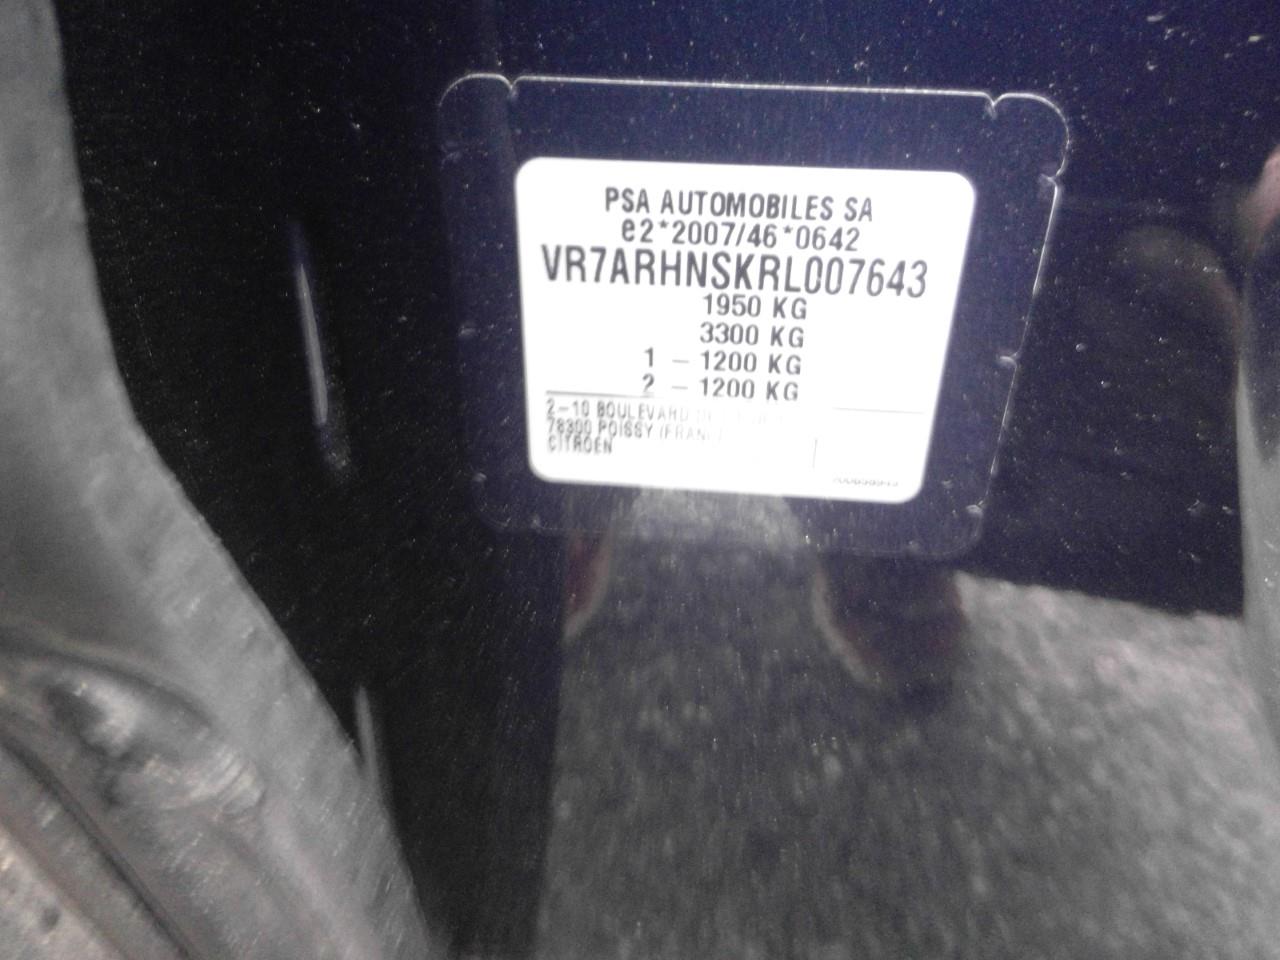 PSA AUTOMOBILES SA
e2*2007/46*0642
VR7ARHNSKRL007643
1950 KG
3300 KG
1 – 1200 KG
2 – 1200 KG
2–10 BOULEVARD
78300 POISSY (FRANCE)
CITROEN